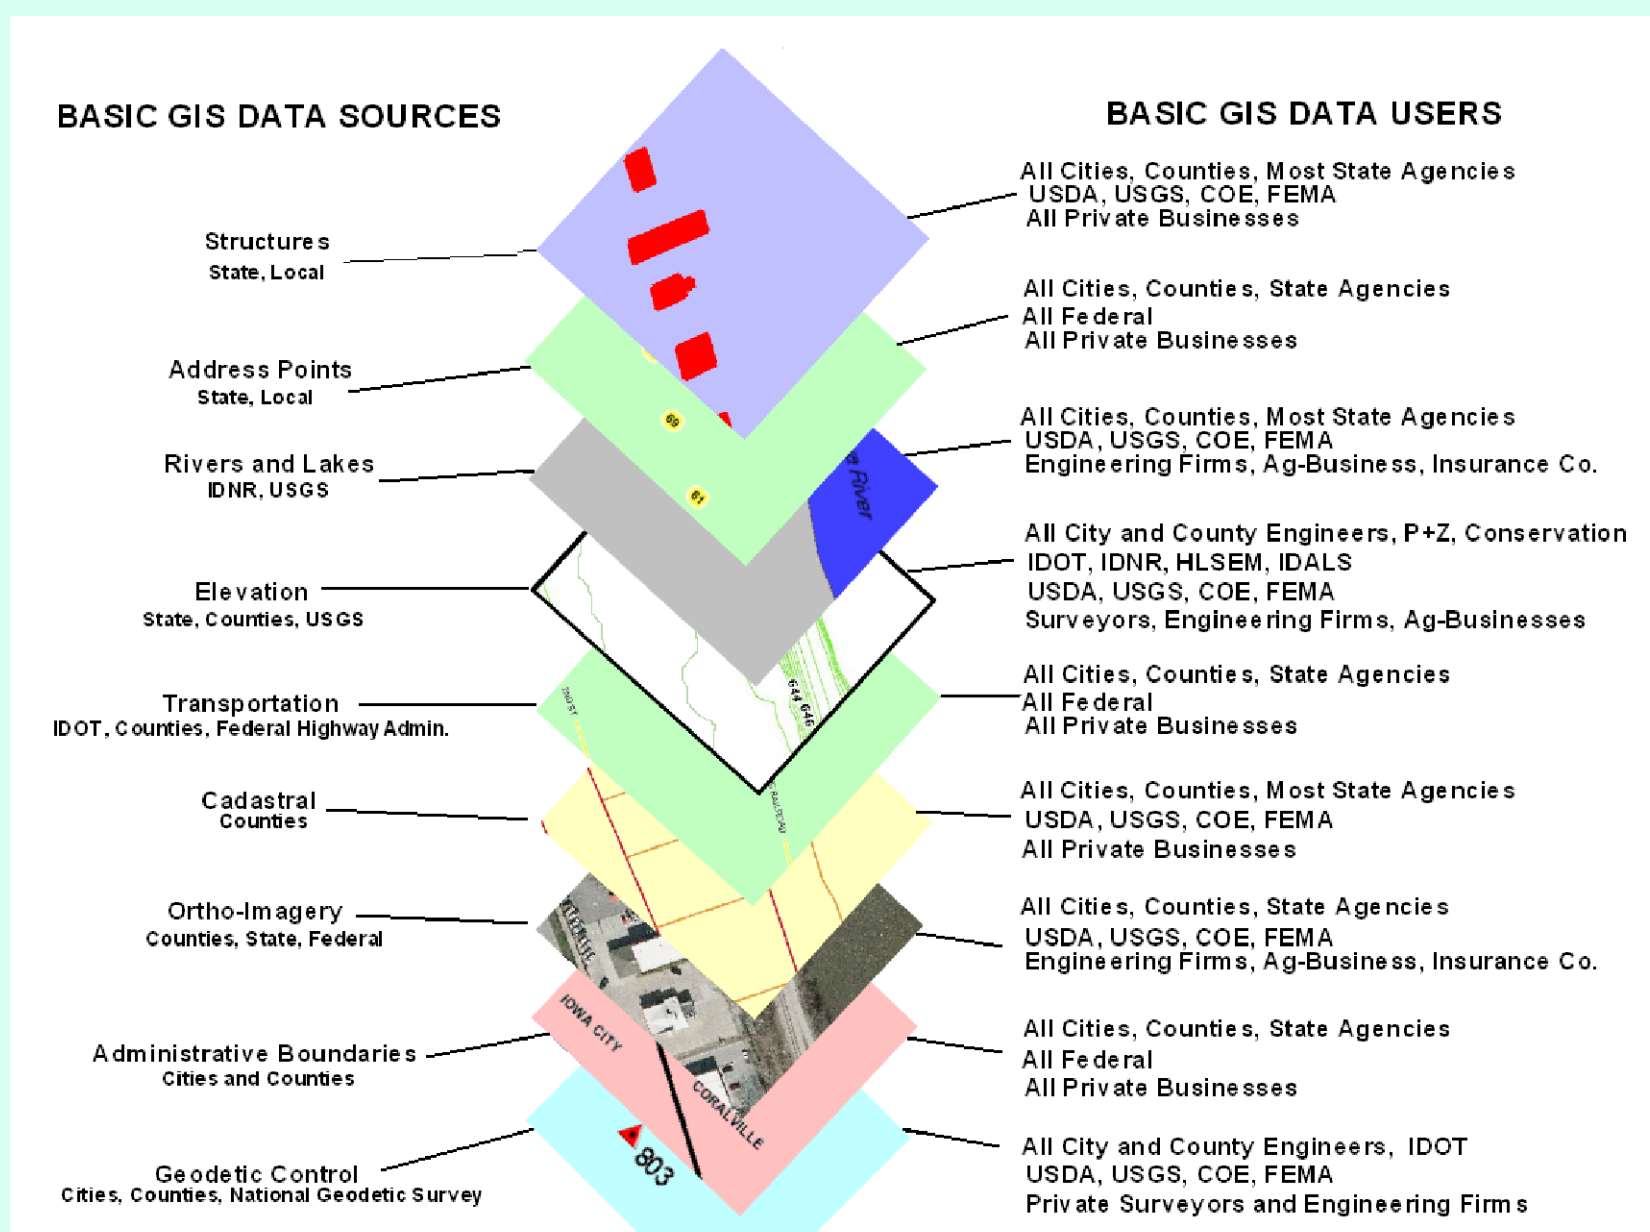 BASIC GIS DATA SOURCES
BASIC GIS DATA USERS
Structures
State, Local
All Cities, Counties, Most State Agencies
USDA, USGS, COE, FEMA
All Private Businesses
Address Points
State, Local
All Cities, Counties, State Agencies
All Federal
All Private Businesses
69
61
Rivers and Lakes
IDNR, USGS
River
All Cities, Counties, Most State Agencies
USDA, USGS, COE, FEMA
Engineering Firms, Ag-Business, Insurance Co.
Elevation
State, Counties, USGS
644 646
All City and County Engineers, P+Z, Conservation
IDOT, IDNR, HLSEM, IDALS
USDA, USGS, COE, FEMA
Surveyors, Engineering Firms, Ag-Businesses
Transportation
IDOT, Counties, Federal Highway Admin.
RAILROAD
All Cities, Counties, State Agencies
All Federal
All Private Businesses
Cadastral
Counties
All Cities, Counties, Most State Agencies
USDA, USGS, COE, FEMA
All Private Businesses
Ortho-Imagery
Counties, State, Federal
All Cities, Counties, State Agencies
USDA, USGS, COE, FEMA
Engineering Firms, Ag-Business, Insurance Co.
Administrative Boundaries
Cities and Counties
IOWA CITY
CORALVILLE
All Cities, Counties, State Agencies
All Federal
All Private Businesses
Geodetic Control
Cities, Counties, National Geodetic Survey
803
All City and County Engineers, IDOT
USDA, USGS, COE, FEMA
Private Surveyors and Engineering Firms